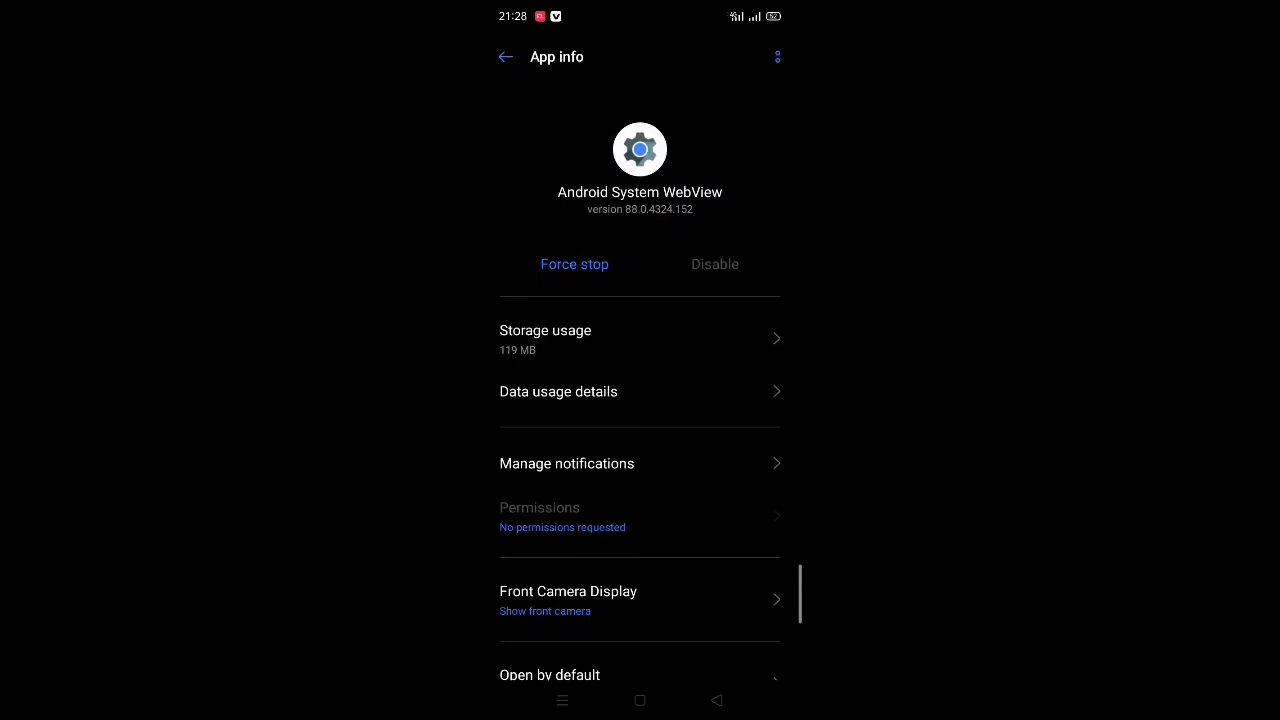 21:28
App info
Android System WebView
version 88.0.4324.152
Force stop
Disable
Storage usage
119 MB
Data usage details
Manage notifications
Permissions
No permissions requested
Front Camera Display
Show front camera
Open by default